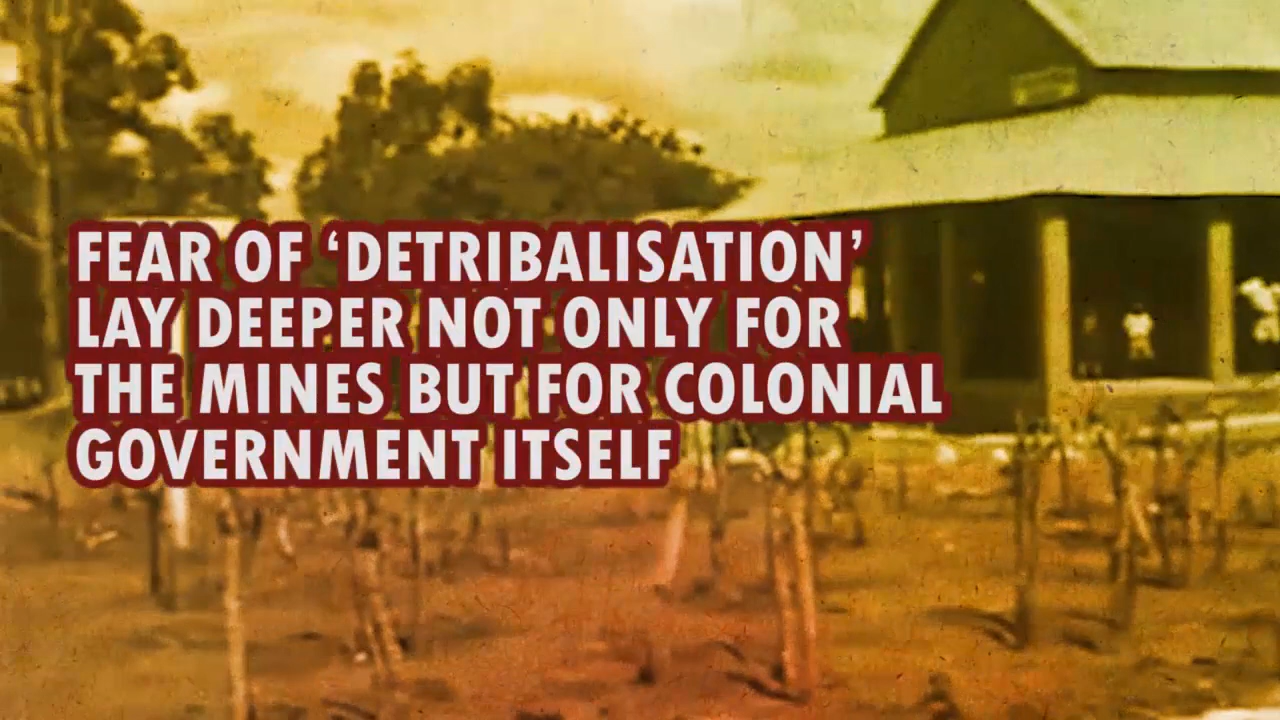 FEAR OF ‘DETRIBALISATION’
LAY DEEPER NOT ONLY FOR
THE MINES BUT FOR COLONIAL
GOVERNMENT ITSELF